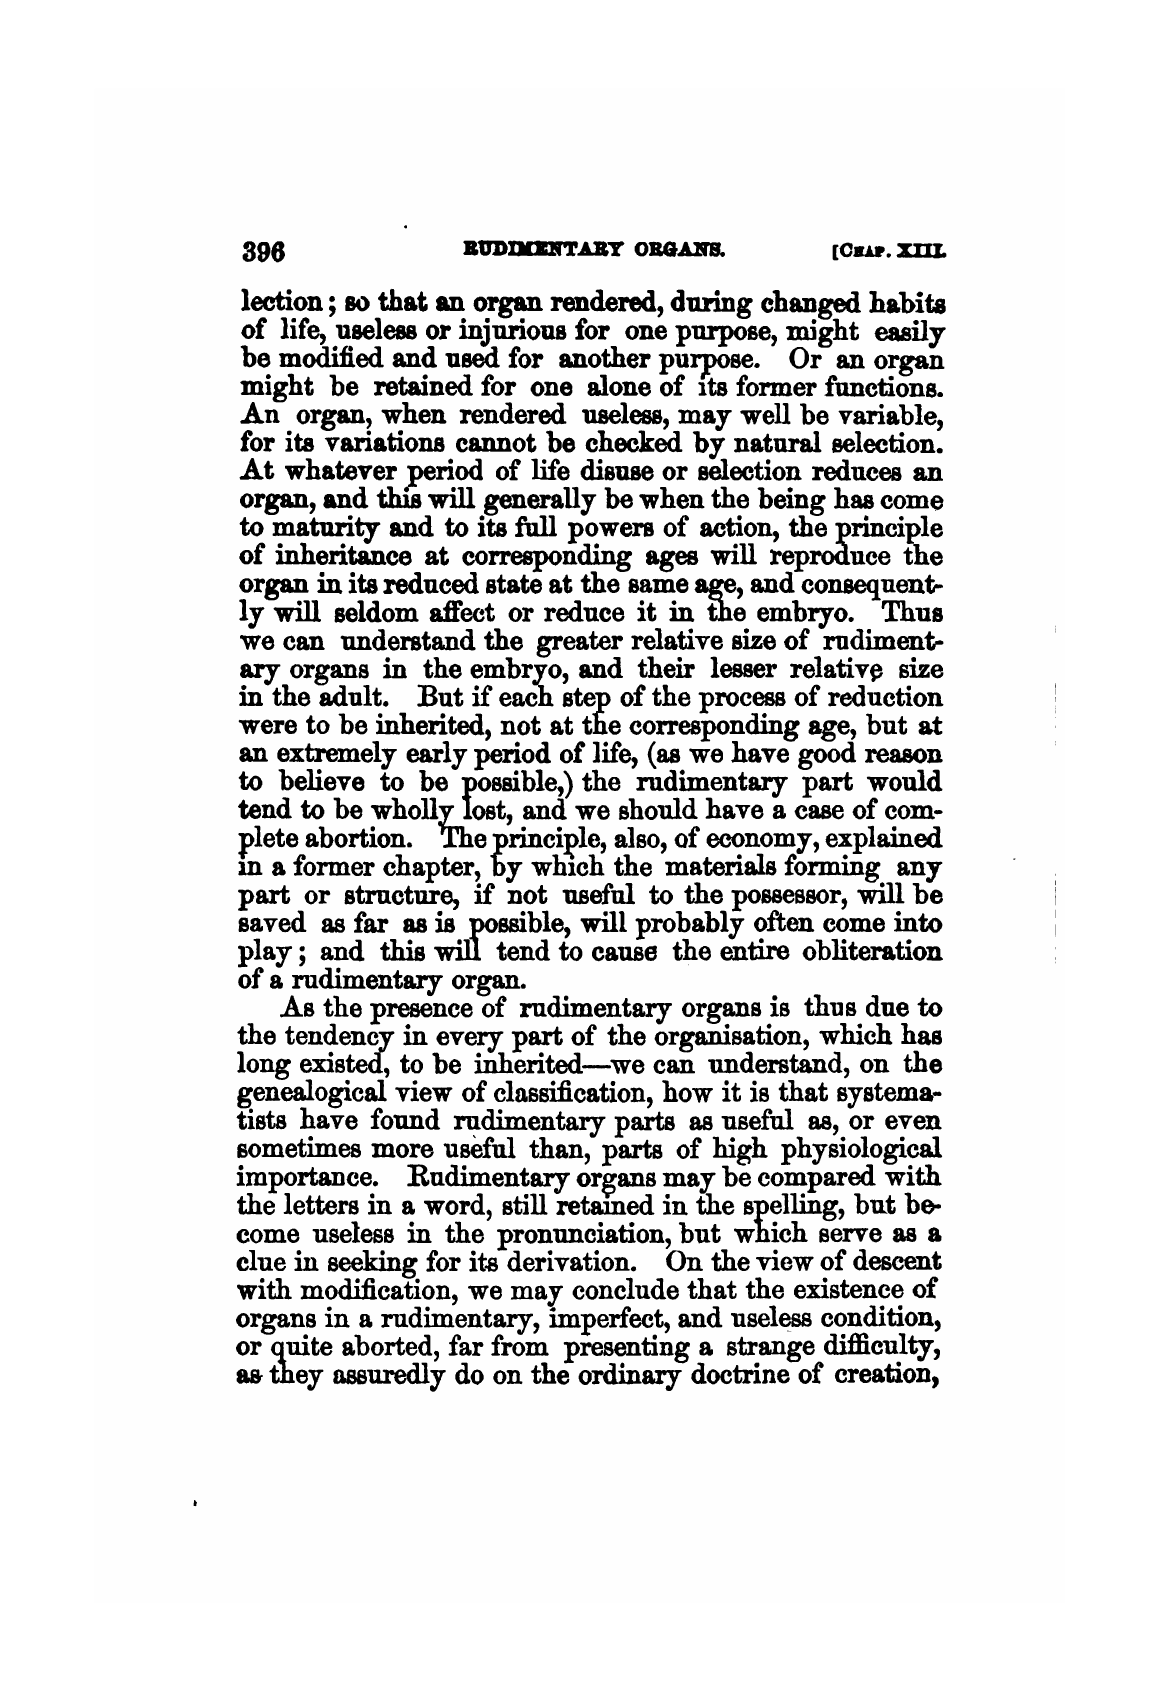 396 RUDIMENTARY ORGANS. [CHAP. XIII.
lection; so that an organ rendered, during changed habits
of life, useless or injurious for one purpose, might easily
be modified and used for another purpose. Or an organ
might be retained for one alone of its former functions.
An organ, when rendered useless, may well be variable,
for its variations cannot be checked by natural selection.
At whatever period of life disuse or selection reduces an
organ, and this will generally be when the being has come
to maturity and to its full powers of action, the principle
of inheritance at corresponding ages will reproduce the
organ in its reduced state at the same age, and consequent-
ly will seldom affect or reduce it in the embryo. Thus
we can understand the greater relative size of rudiment-
ary organs in the embryo, and their lesser relative size
in the adult. But if each step of the process of reduction
were to be inherited, not at the corresponding age, but at
an extremely early period of life, (as we have good reason
to believe to be possible,) the rudimentary part would
tend to be wholly lost, and we should have a case of com-
plete abortion. The principle, also, of economy, explained
in a former chapter, by which the materials forming any
part or structure, if not useful to the possessor, will be
saved as far as is possible, will probably often come into
play; and this will tend to cause the entire obliteration
of a rudimentary organ.
As the presence of rudimentary organs is thus due to
the tendency in every part of the organisation, which has
long existed, to be inherited—we can understand, on the
genealogical view of classification, how it is that systema-
tists have found rudimentary parts as useful as, or even
sometimes more useful than, parts of high physiological
importance. Rudimentary organs may be compared with
the letters in a word, still retained in the spelling, but be-
come useless in the pronunciation, but which serve as a
clue in seeking for its derivation. On the view of descent
with modification, we may conclude that the existence of
organs in a rudimentary, imperfect, and useless condition,
or quite aborted, far from presenting a strange difficulty,
as they assuredly do on the ordinary doctrine of creation,